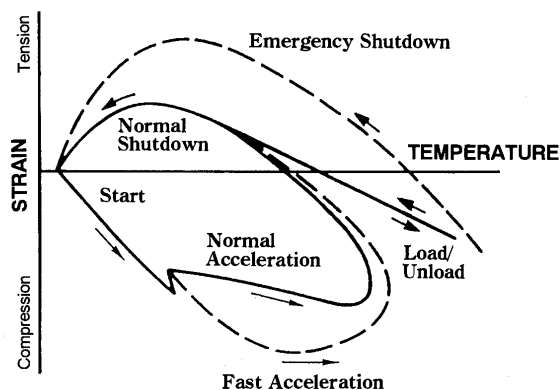 Tension
Emergency Shutdown
Normal
Shutdown
TEMPERATURE
STRAIN
Start
Normal
Acceleration
Load/
Unload
Compression
Fast Acceleration